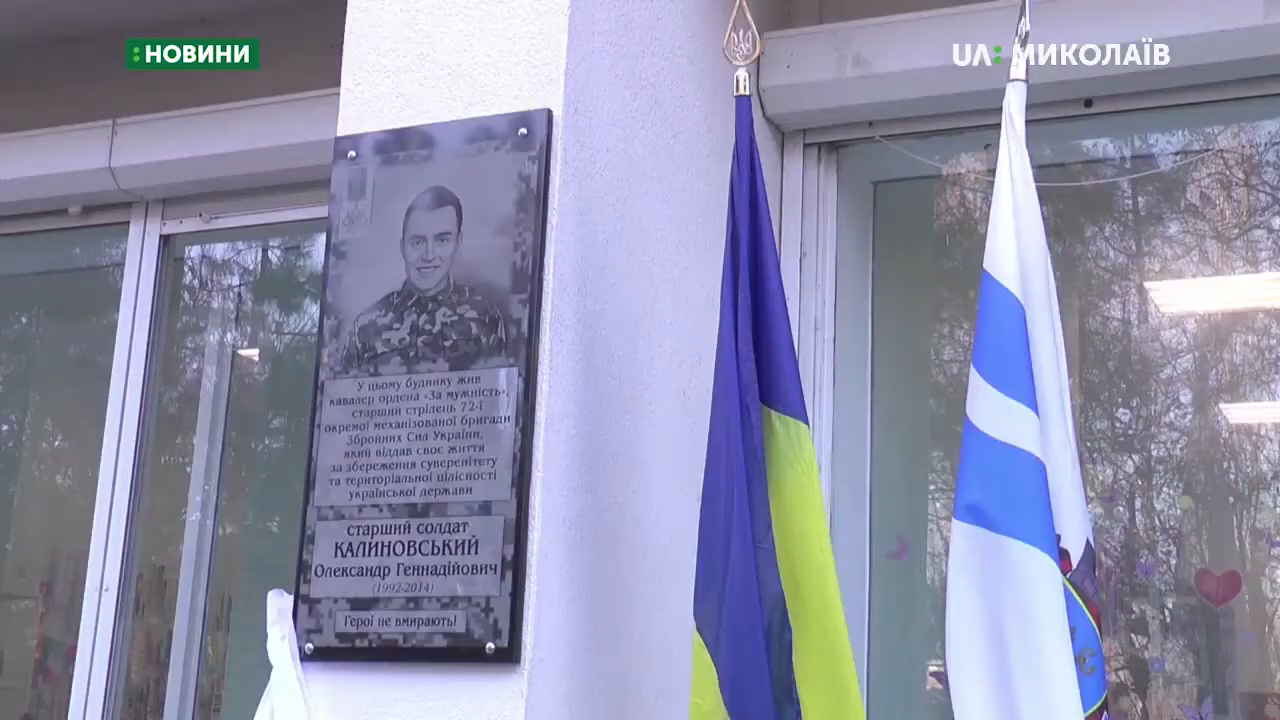 :НОВИНИ
UA: МИКОЛАЇВ
У цьому будинку жив
кавалер ордена «За мужність»,
старший стрілець 72-ї
окремої механізованої бригади
Збройних Сил України,
який віддав своє життя
за збереження суверенітету
та територіальної цілісності
української держави
старший солдат
КАЛИНОВСЬКИЙ
Олександр Геннадійович
(1992-2014)
Герої не вмирають!